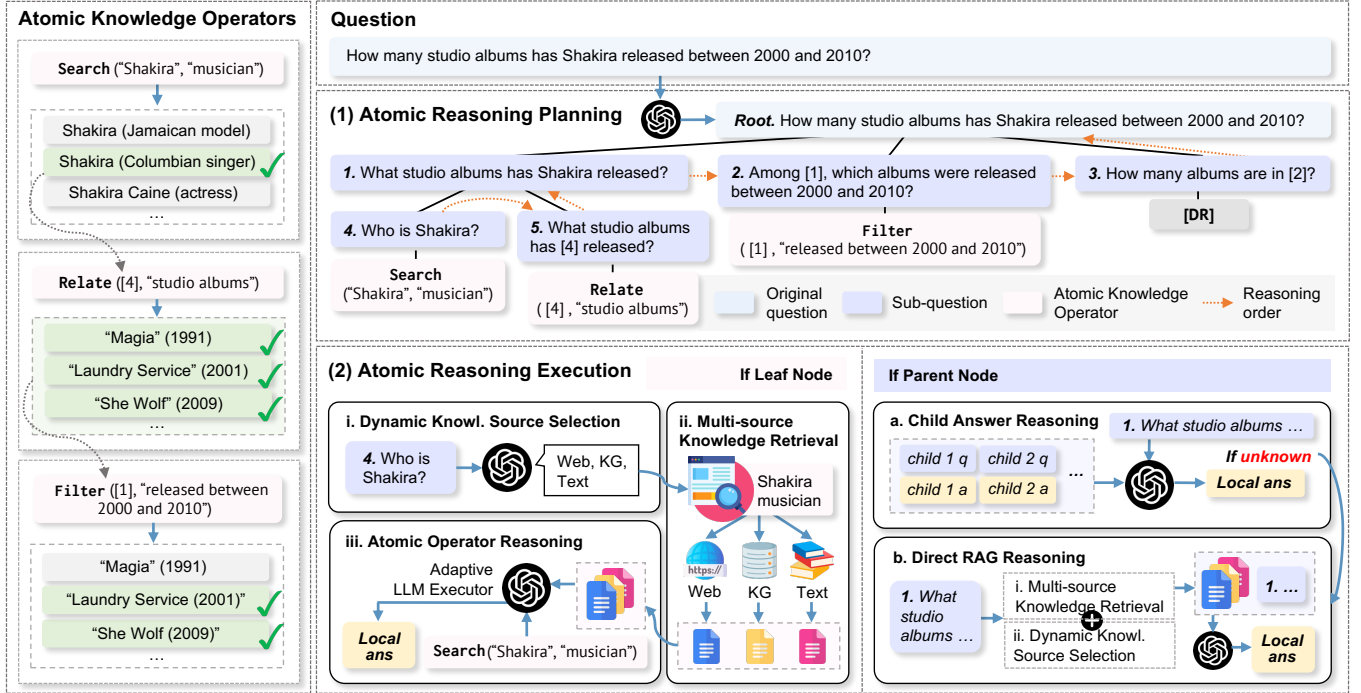 Atomic Knowledge Operators
Search ("Shakira", "musician")
Shakira (Jamaican model)
Shakira (Columbian singer)
Shakira Caine (actress)
...
Relate ([4], "studio albums")
"Magia" (1991)
"Laundry Service" (2001)
"She Wolf" (2009)
...
Filter ([1], "released between
2000 and 2010")
"Magia" (1991)
"Laundry Service (2001)"
"She Wolf (2009)"
...
Question
How many studio albums has Shakira released between 2000 and 2010?
(1) Atomic Reasoning Planning
Root. How many studio albums has Shakira released between 2000 and 2010?
1. What studio albums has Shakira released?
2. Among [1], which albums were released
between 2000 and 2010?
3. How many albums are in [2]?
4. Who is Shakira?
5. What studio albums
has [4] released?
Filter
( [1] , "released between 2000 and 2010")
[DR]
Search
("Shakira", "musician")
Relate
( [4] , "studio albums")
Original
question
Sub-question
Atomic Knowledge
Operator
Reasoning
order
(2) Atomic Reasoning Execution
If Leaf Node
i. Dynamic Knowl. Source Selection
4. Who is
Shakira?
Web, KG,
Text
ii. Multi-source
Knowledge Retrieval
Shakira
musician
https://
Web
KG
Text
iii. Atomic Operator Reasoning
Adaptive
LLM Executor
Local
ans
Search ("Shakira", "musician")
If Parent Node
a. Child Answer Reasoning
1. What studio albums ...
child 1 q
child 2 q
...
child 1 a
child 2 a
If unknown
Local ans
b. Direct RAG Reasoning
1. What
studio
albums ...
i. Multi-source
Knowledge Retrieval
ii. Dynamic Knowl.
Source Selection
1. ...
Local
ans